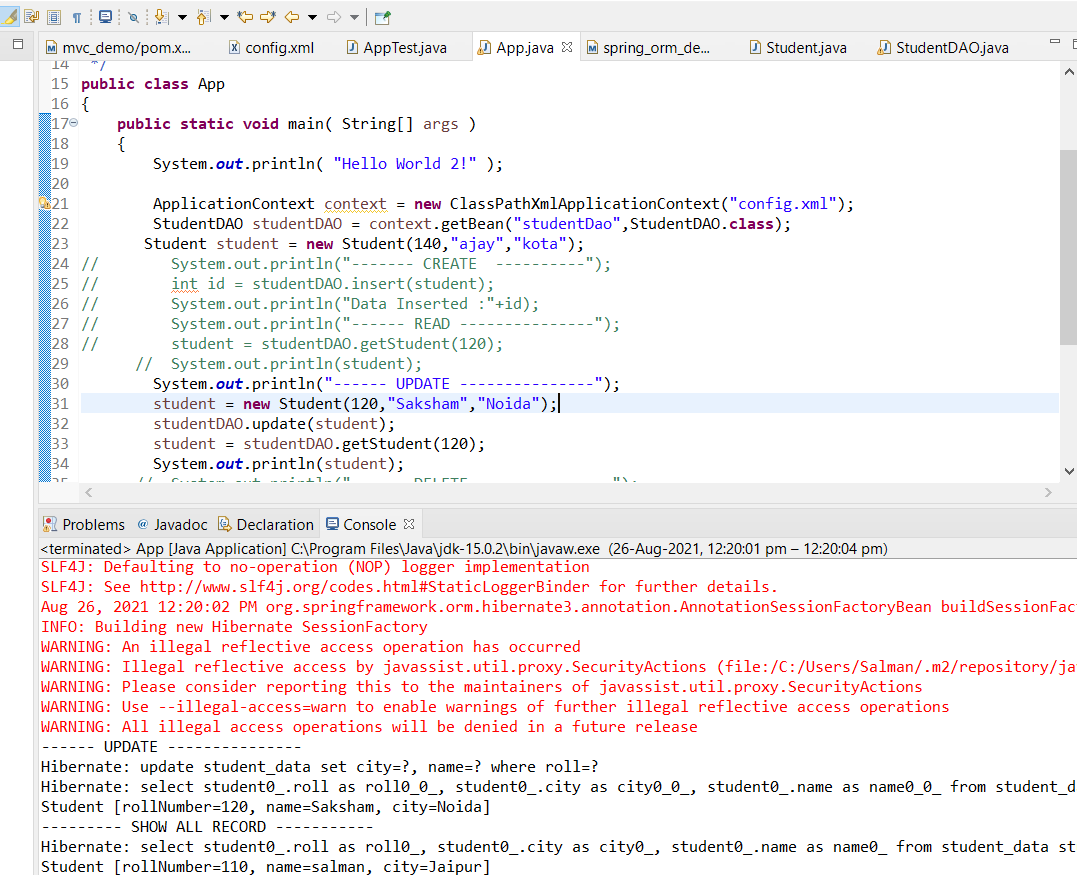 mvc_demo/pom.x... config.xml AppTest.java App.java spring_orm_de... Student.java StudentDAO.java
14 */
15 public class App
16 {
17 public static void main( String[] args )
18 {
19 System.out.println( "Hello World 2!" );
20
21 ApplicationContext context = new ClassPathXmlApplicationContext("config.xml");
22 StudentDAO studentDAO = context.getBean("studentDao",StudentDAO.class);
23 Student student = new Student(140,"ajay","kota");
24 // System.out.println("------- CREATE ----------");
25 // int id = studentDAO.insert(student);
26 // System.out.println("Data Inserted :"+id);
27 // System.out.println("------ READ ---------------");
28 // student = studentDAO.getStudent(120);
29 // System.out.println(student);
30 System.out.println("------ UPDATE ---------------");
31 student = new Student(120,"Saksham","Noida");
32 studentDAO.update(student);
33 student = studentDAO.getStudent(120);
34 System.out.println(student);
Problems Javadoc Declaration Console
<terminated> App [Java Application] C:\Program Files\Java\jdk-15.0.2\bin\javaw.exe (26-Aug-2021, 12:20:01 pm – 12:20:04 pm)
SLF4J: Defaulting to no-operation (NOP) logger implementation
SLF4J: See http://www.slf4j.org/codes.html#StaticLoggerBinder for further details.
Aug 26, 2021 12:20:02 PM org.springframework.orm.hibernate3.annotation.AnnotationSessionFactoryBean buildSessionFac
INFO: Building new Hibernate SessionFactory
WARNING: An illegal reflective access operation has occurred
WARNING: Illegal reflective access by javassist.util.proxy.SecurityActions (file:/C:/Users/Salman/.m2/repository/ja
WARNING: Please consider reporting this to the maintainers of javassist.util.proxy.SecurityActions
WARNING: Use --illegal-access=warn to enable warnings of further illegal reflective access operations
WARNING: All illegal access operations will be denied in a future release
------ UPDATE ---------------
Hibernate: update student_data set city=?, name=? where roll=?
Hibernate: select student0_.roll as roll0_0_, student0_.city as city0_0_, student0_.name as name0_0_ from student_d
Student [rollNumber=120, name=Saksham, city=Noida]
--------- SHOW ALL RECORD -----------
Hibernate: select student0_.roll as roll0_, student0_.city as city0_, student0_.name as name0_ from student_data st
Student [rollNumber=110, name=salman, city=Jaipur]